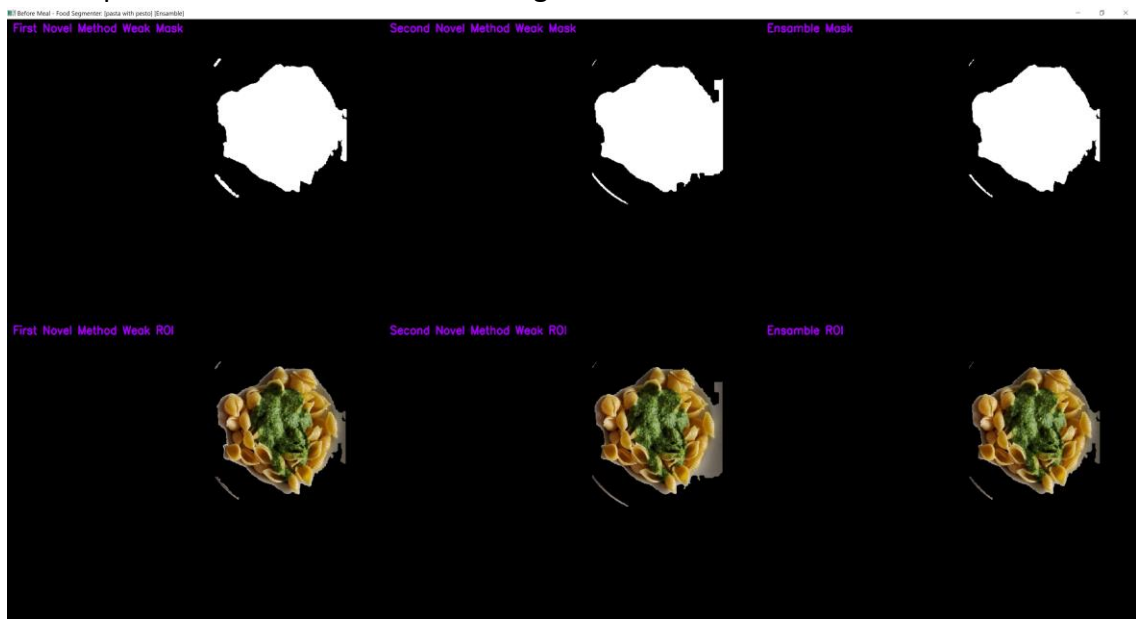 Before Meal - Food Segmenter: [pasta with pesto] [Ensamble]
First Novel Method Weak Mask
Second Novel Method Weak Mask
Ensamble Mask
First Novel Method Weak ROI
Second Novel Method Weak ROI
Ensamble ROI